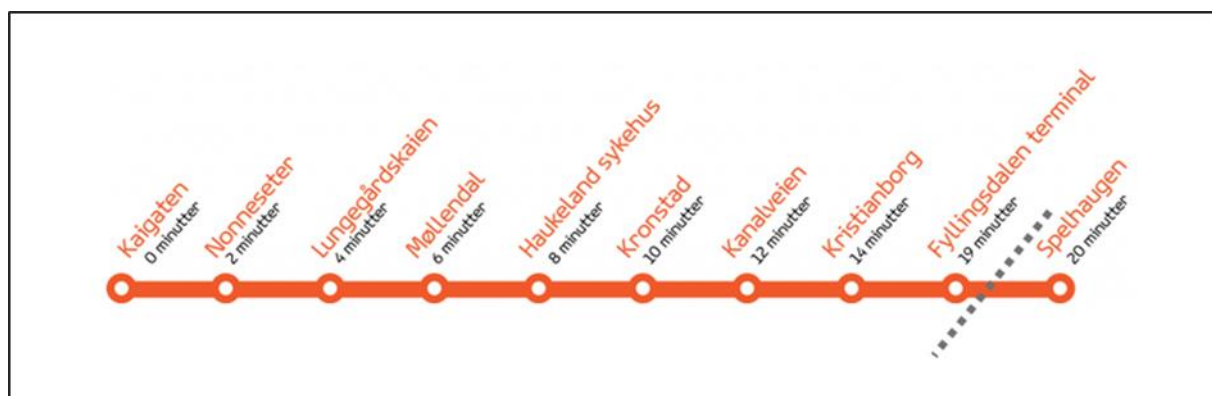 Kaigaten
0 minutter
Nonneseter
2 minutter
Lungegårdskaien
4 minutter
Møllendal
6 minutter
Haukeland sykehus
8 minutter
Kronstad
10 minutter
Kanalveien
12 minutter
Kristianborg
14 minutter
Fyllingsdalen terminal
19 minutter
Spelhaugen
20 minutter